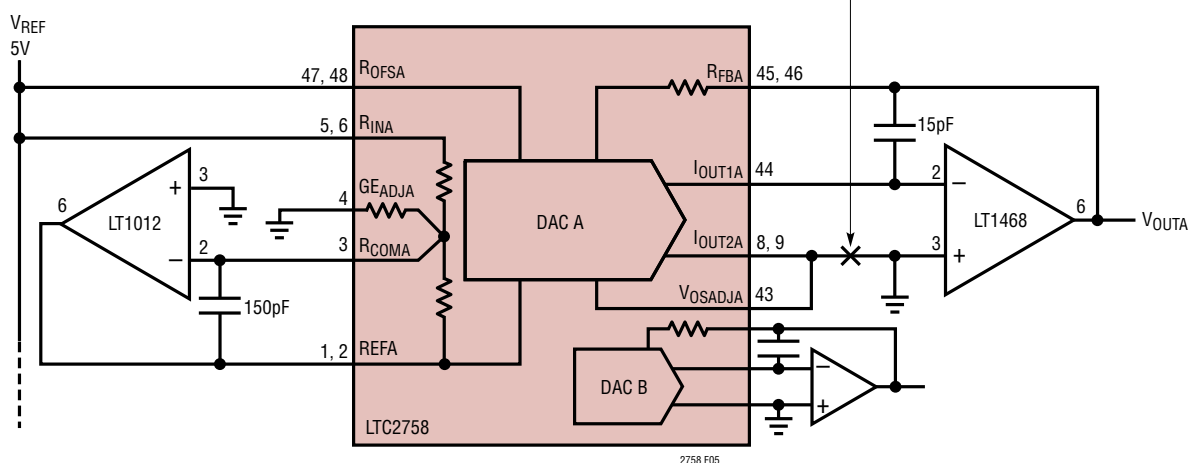 VREF
5V
47, 48
ROFSA
RFBA
45, 46
5, 6
RINA
15pF
3
+
4
GEADJA
IOUT1A
44
2
−
6
LT1012
DAC A
LT1468
6
VOUTA
2
−
3
RCOMA
IOUT2A
8, 9
3
+
150pF
VOSADJA
43
1, 2
REFA
DAC B
−
+
LTC2758
2758 F05